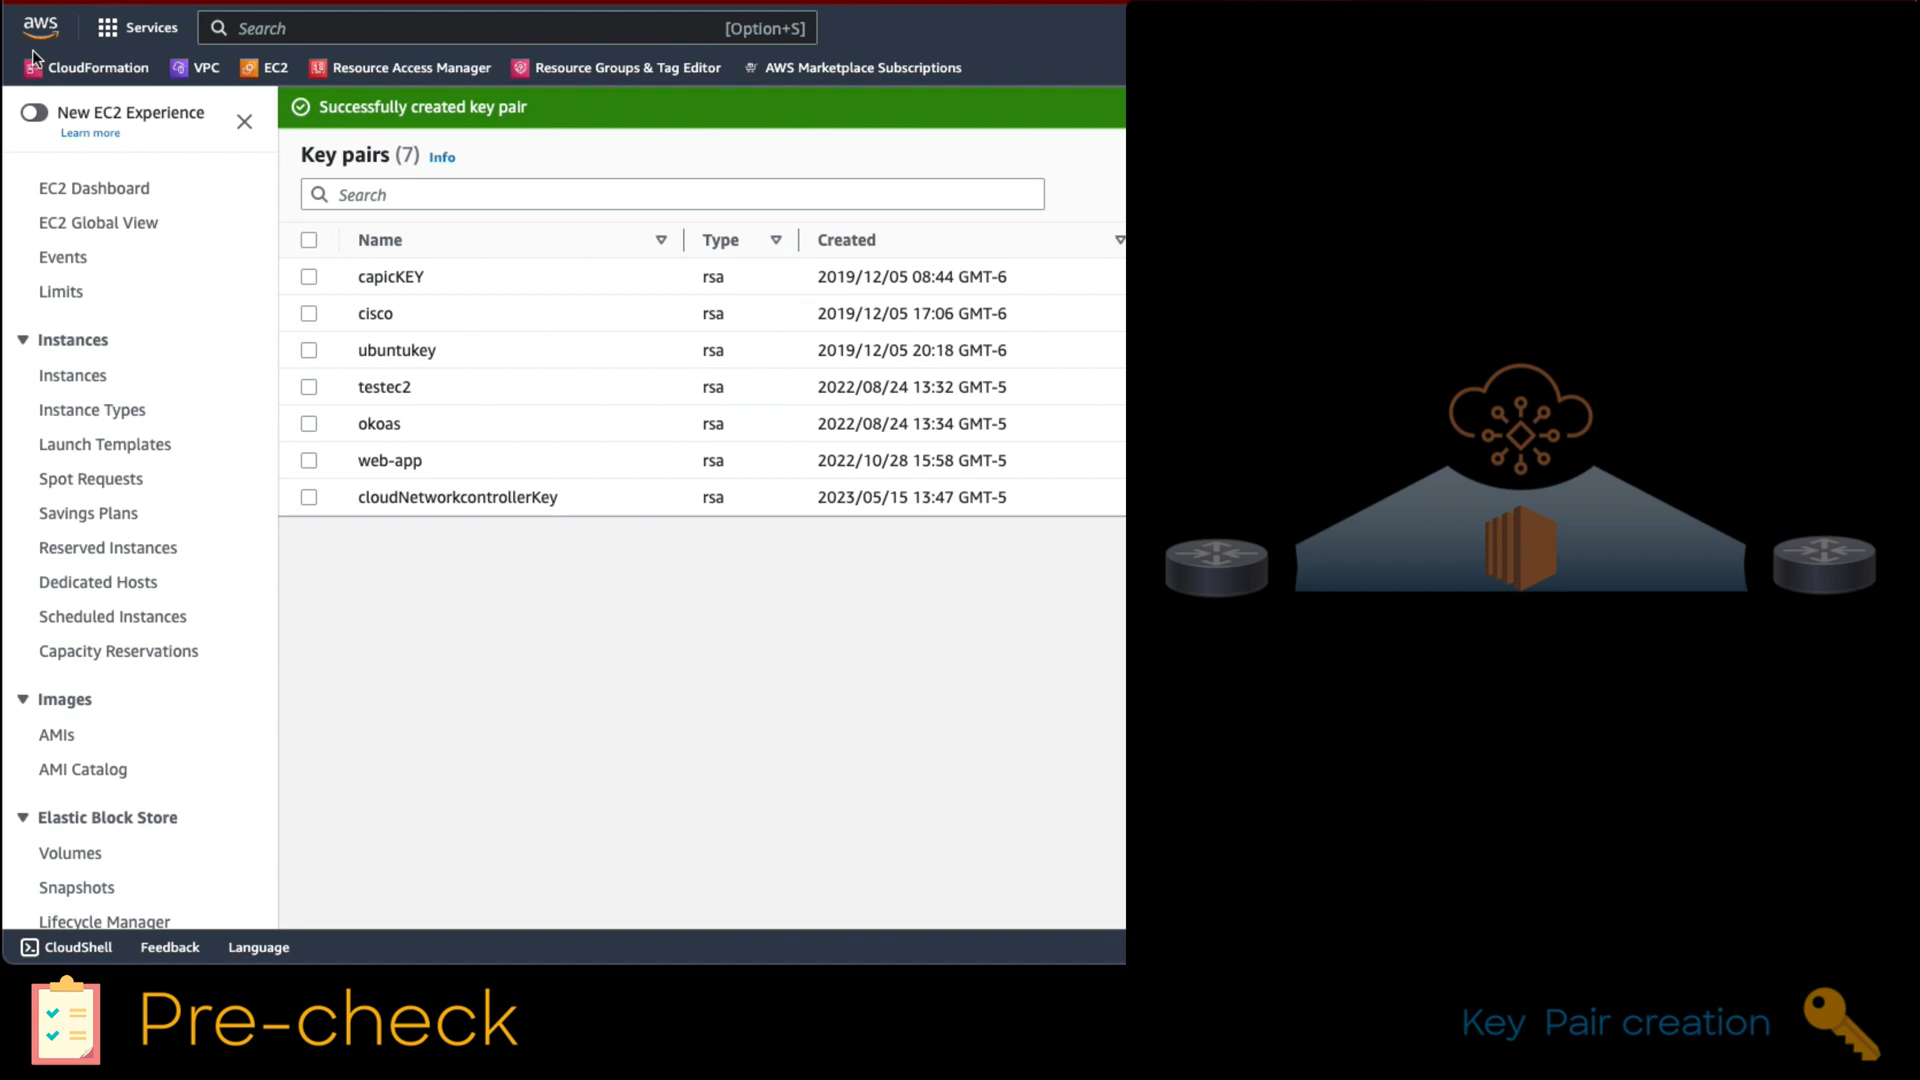 aws
Services
Search
[Option+S]
CloudFormation
VPC
EC2
Resource Access Manager
Resource Groups & Tag Editor
AWS Marketplace Subscriptions
New EC2 Experience
Learn more
EC2 Dashboard
EC2 Global View
Events
Limits
Instances
Instances
Instance Types
Launch Templates
Spot Requests
Savings Plans
Reserved Instances
Dedicated Hosts
Scheduled Instances
Capacity Reservations
Images
AMIs
AMI Catalog
Elastic Block Store
Volumes
Snapshots
Lifecycle Manager
Successfully created key pair
Key pairs (7) Info
Search
Name Type Created
capicKEY rsa 2019/12/05 08:44 GMT-6
cisco rsa 2019/12/05 17:06 GMT-6
ubuntukey rsa 2019/12/05 20:18 GMT-6
testec2 rsa 2022/08/24 13:32 GMT-5
okoas rsa 2022/08/24 13:34 GMT-5
web-app rsa 2022/10/28 15:58 GMT-5
cloudNetworkcontrollerKey rsa 2023/05/15 13:47 GMT-5
CloudShell Feedback Language
Pre-check
Key Pair creation